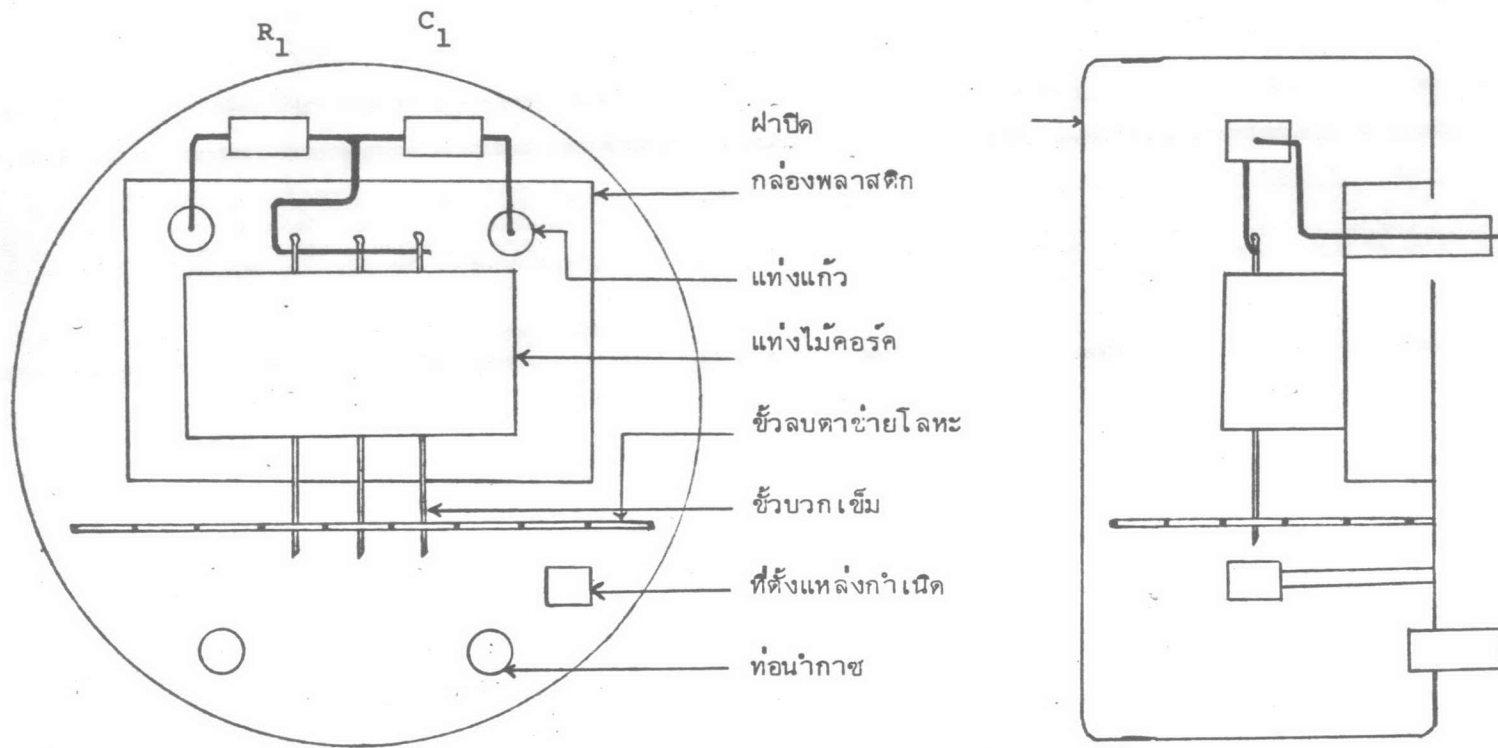 R1
C1
ฝาปิด
กล่องพลาสติก
แท่งแก้ว
แท่งไม้คอร์ค
ขั้วลบตาข่ายโลหะ
ขั้วบวกเข็ม
ที่ตั้งแหล่งกำเนิด
ท่อนำกาซ